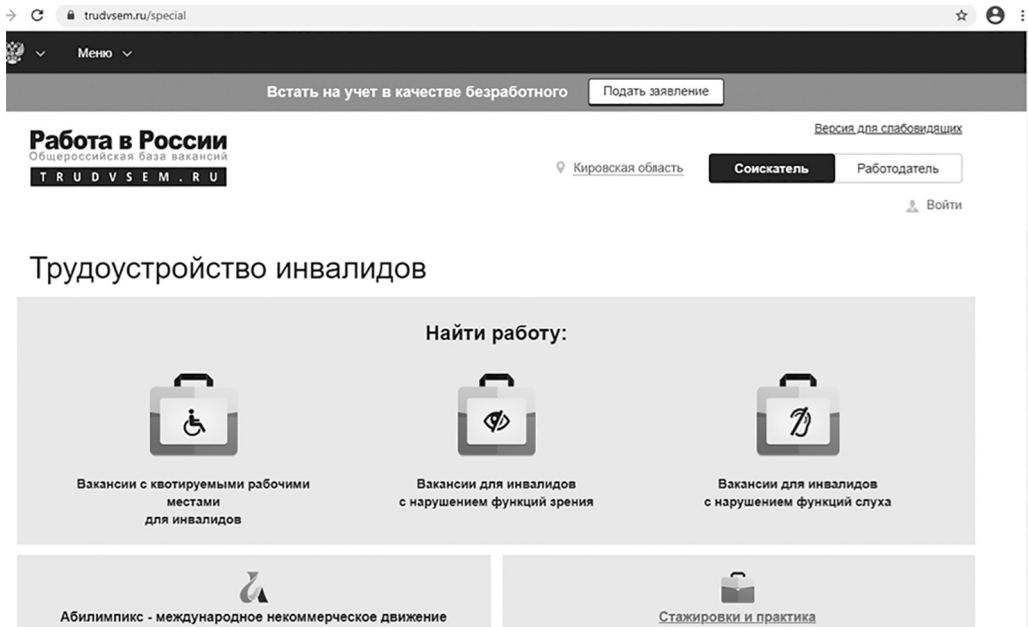 trudvsem.ru/special
Меню
Встать на учет в качестве безработного
Подать заявление
Версия для слабовидящих
Работа в России
Общероссийская база вакансий
TRUDVSEM.RU
Кировская область
Соискатель
Работодатель
Войти
Трудоустройство инвалидов
Найти работу:
Вакансии с квотируемыми рабочими
местами
для инвалидов
Вакансии для инвалидов
с нарушением функций зрения
Вакансии для инвалидов
с нарушением функций слуха
Абилимпикс - международное некоммерческое движение
Стажировки и практика